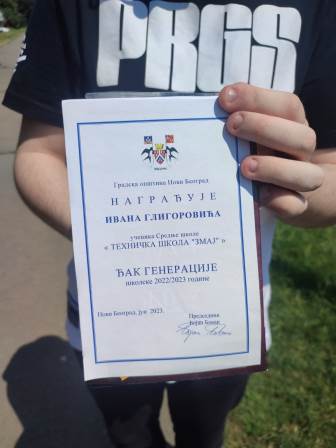 PRGS
Градска општина Нови Београд
НАГРАЂУЈЕ
ИВАНА ГЛИГОРОВИЋА
ученика Средње школе
« ТЕХНИЧКА ШКОЛА "ЗМАЈ" »
ЂАК ГЕНЕРАЦИЈЕ
школске 2022/2023 године
Нови Београд, јун 2023.
Председник
Бојан